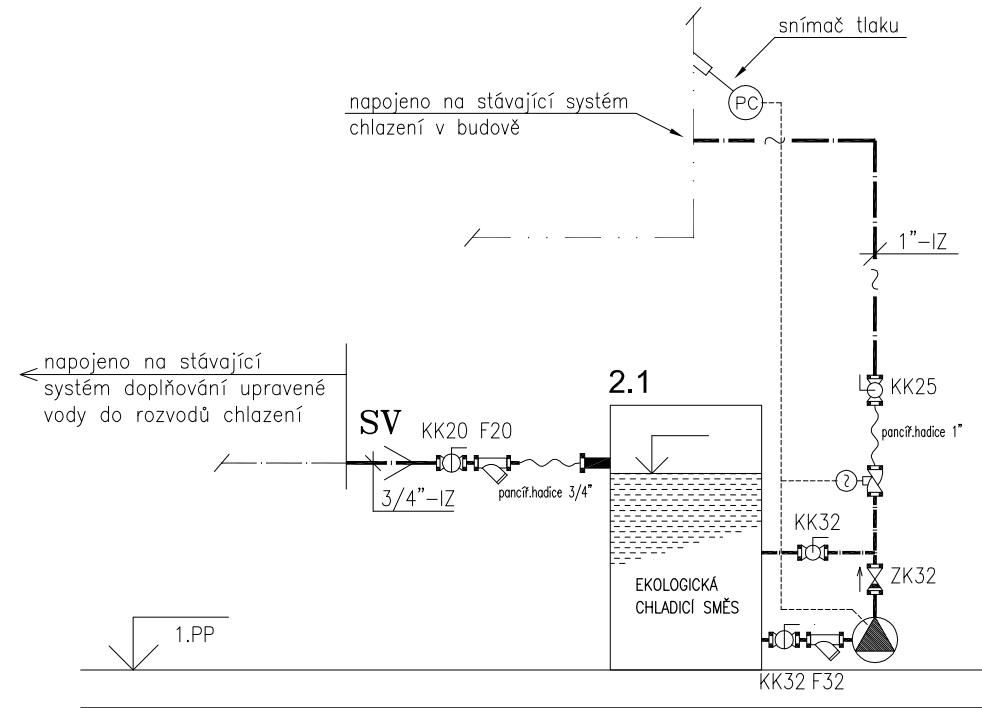 snímač tlaku
PC
napojeno na stávající systém
chlazení v budově
1"-IZ
napojeno na stávající
systém doplňování upravené
vody do rozvodů chlazení
SV
KK20 F20
3/4"-IZ
pancíř.hadice 3/4"
2.1
KK25
pancíř.hadice 1"
KK32
ZK32
EKOLOGICKÁ
CHLADICÍ SMĚS
1.PP
KK32 F32